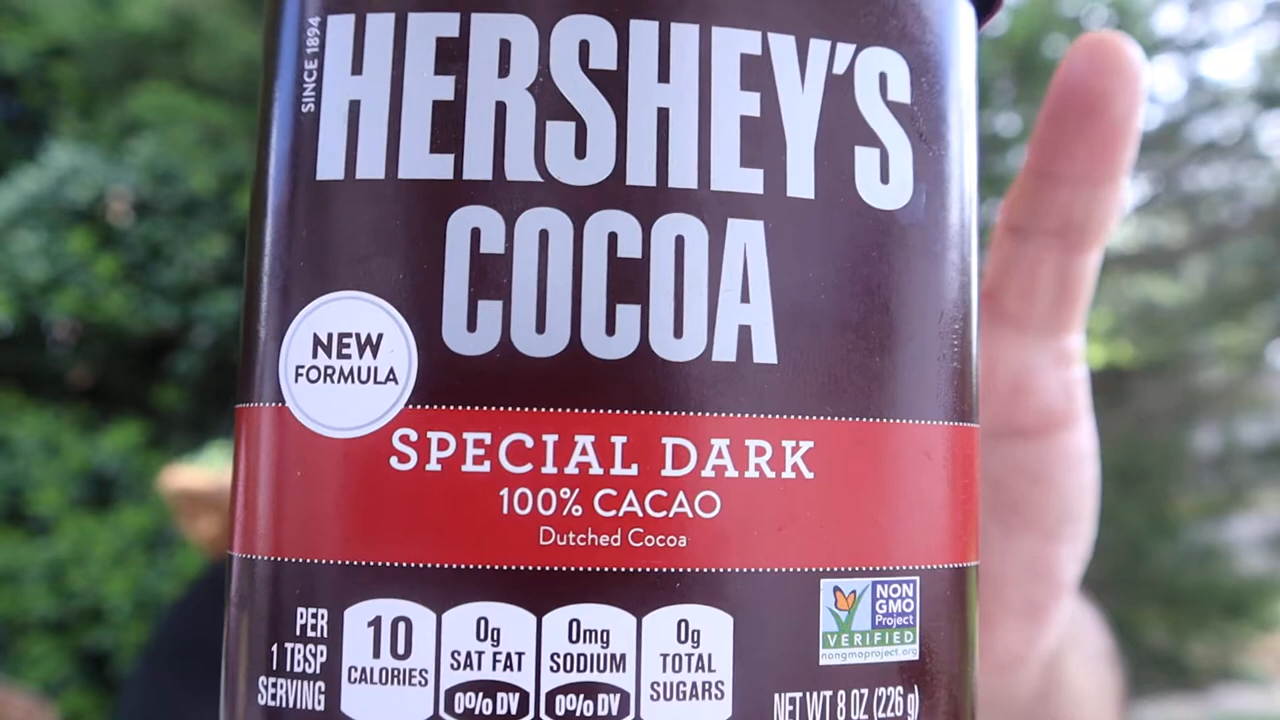 SINCE 1894
HERSHEY'S
COCOA
NEW
FORMULA
SPECIAL DARK
100% CACAO
Dutched Cocoa
PER
1 TBSP
SERVING
10
CALORIES
0g
SAT FAT
0% DV
0mg
SODIUM
0% DV
0g
TOTAL
SUGARS
NON
GMO
Project
VERIFIED
nongmoproject.org
NET WT 8 OZ (226 g)